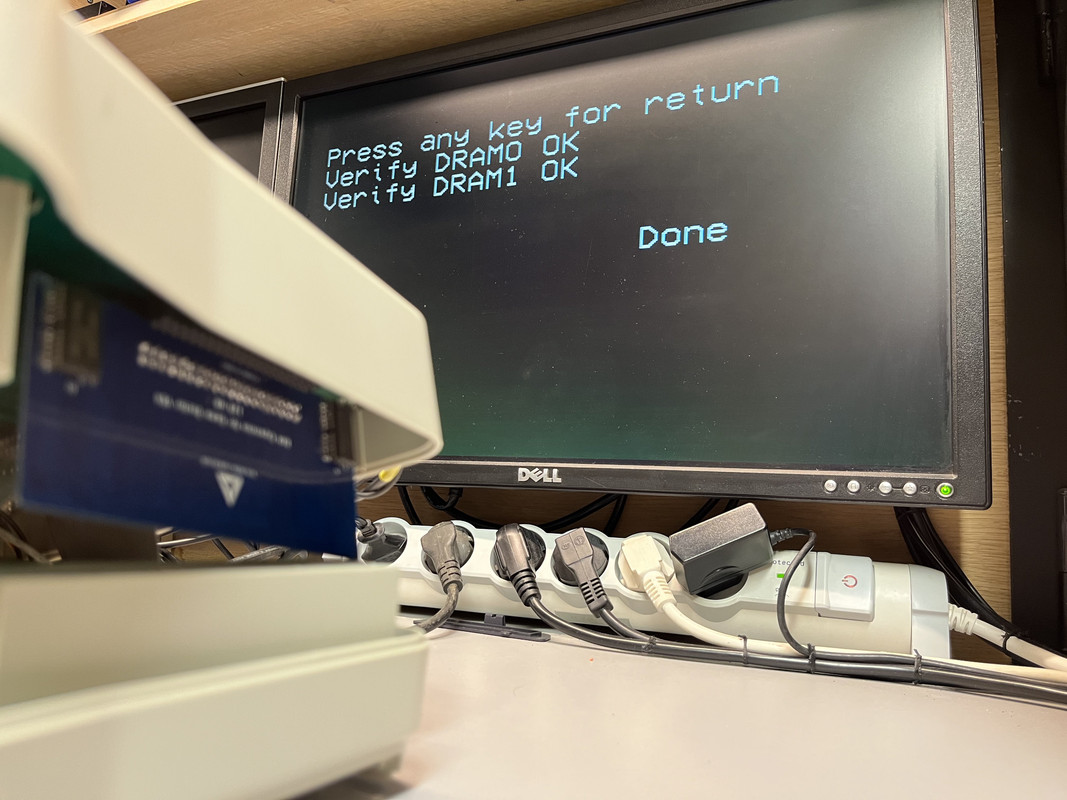 Press any key for return
Verify DRAM0 OK
Verify DRAM1 OK
Done
DELL